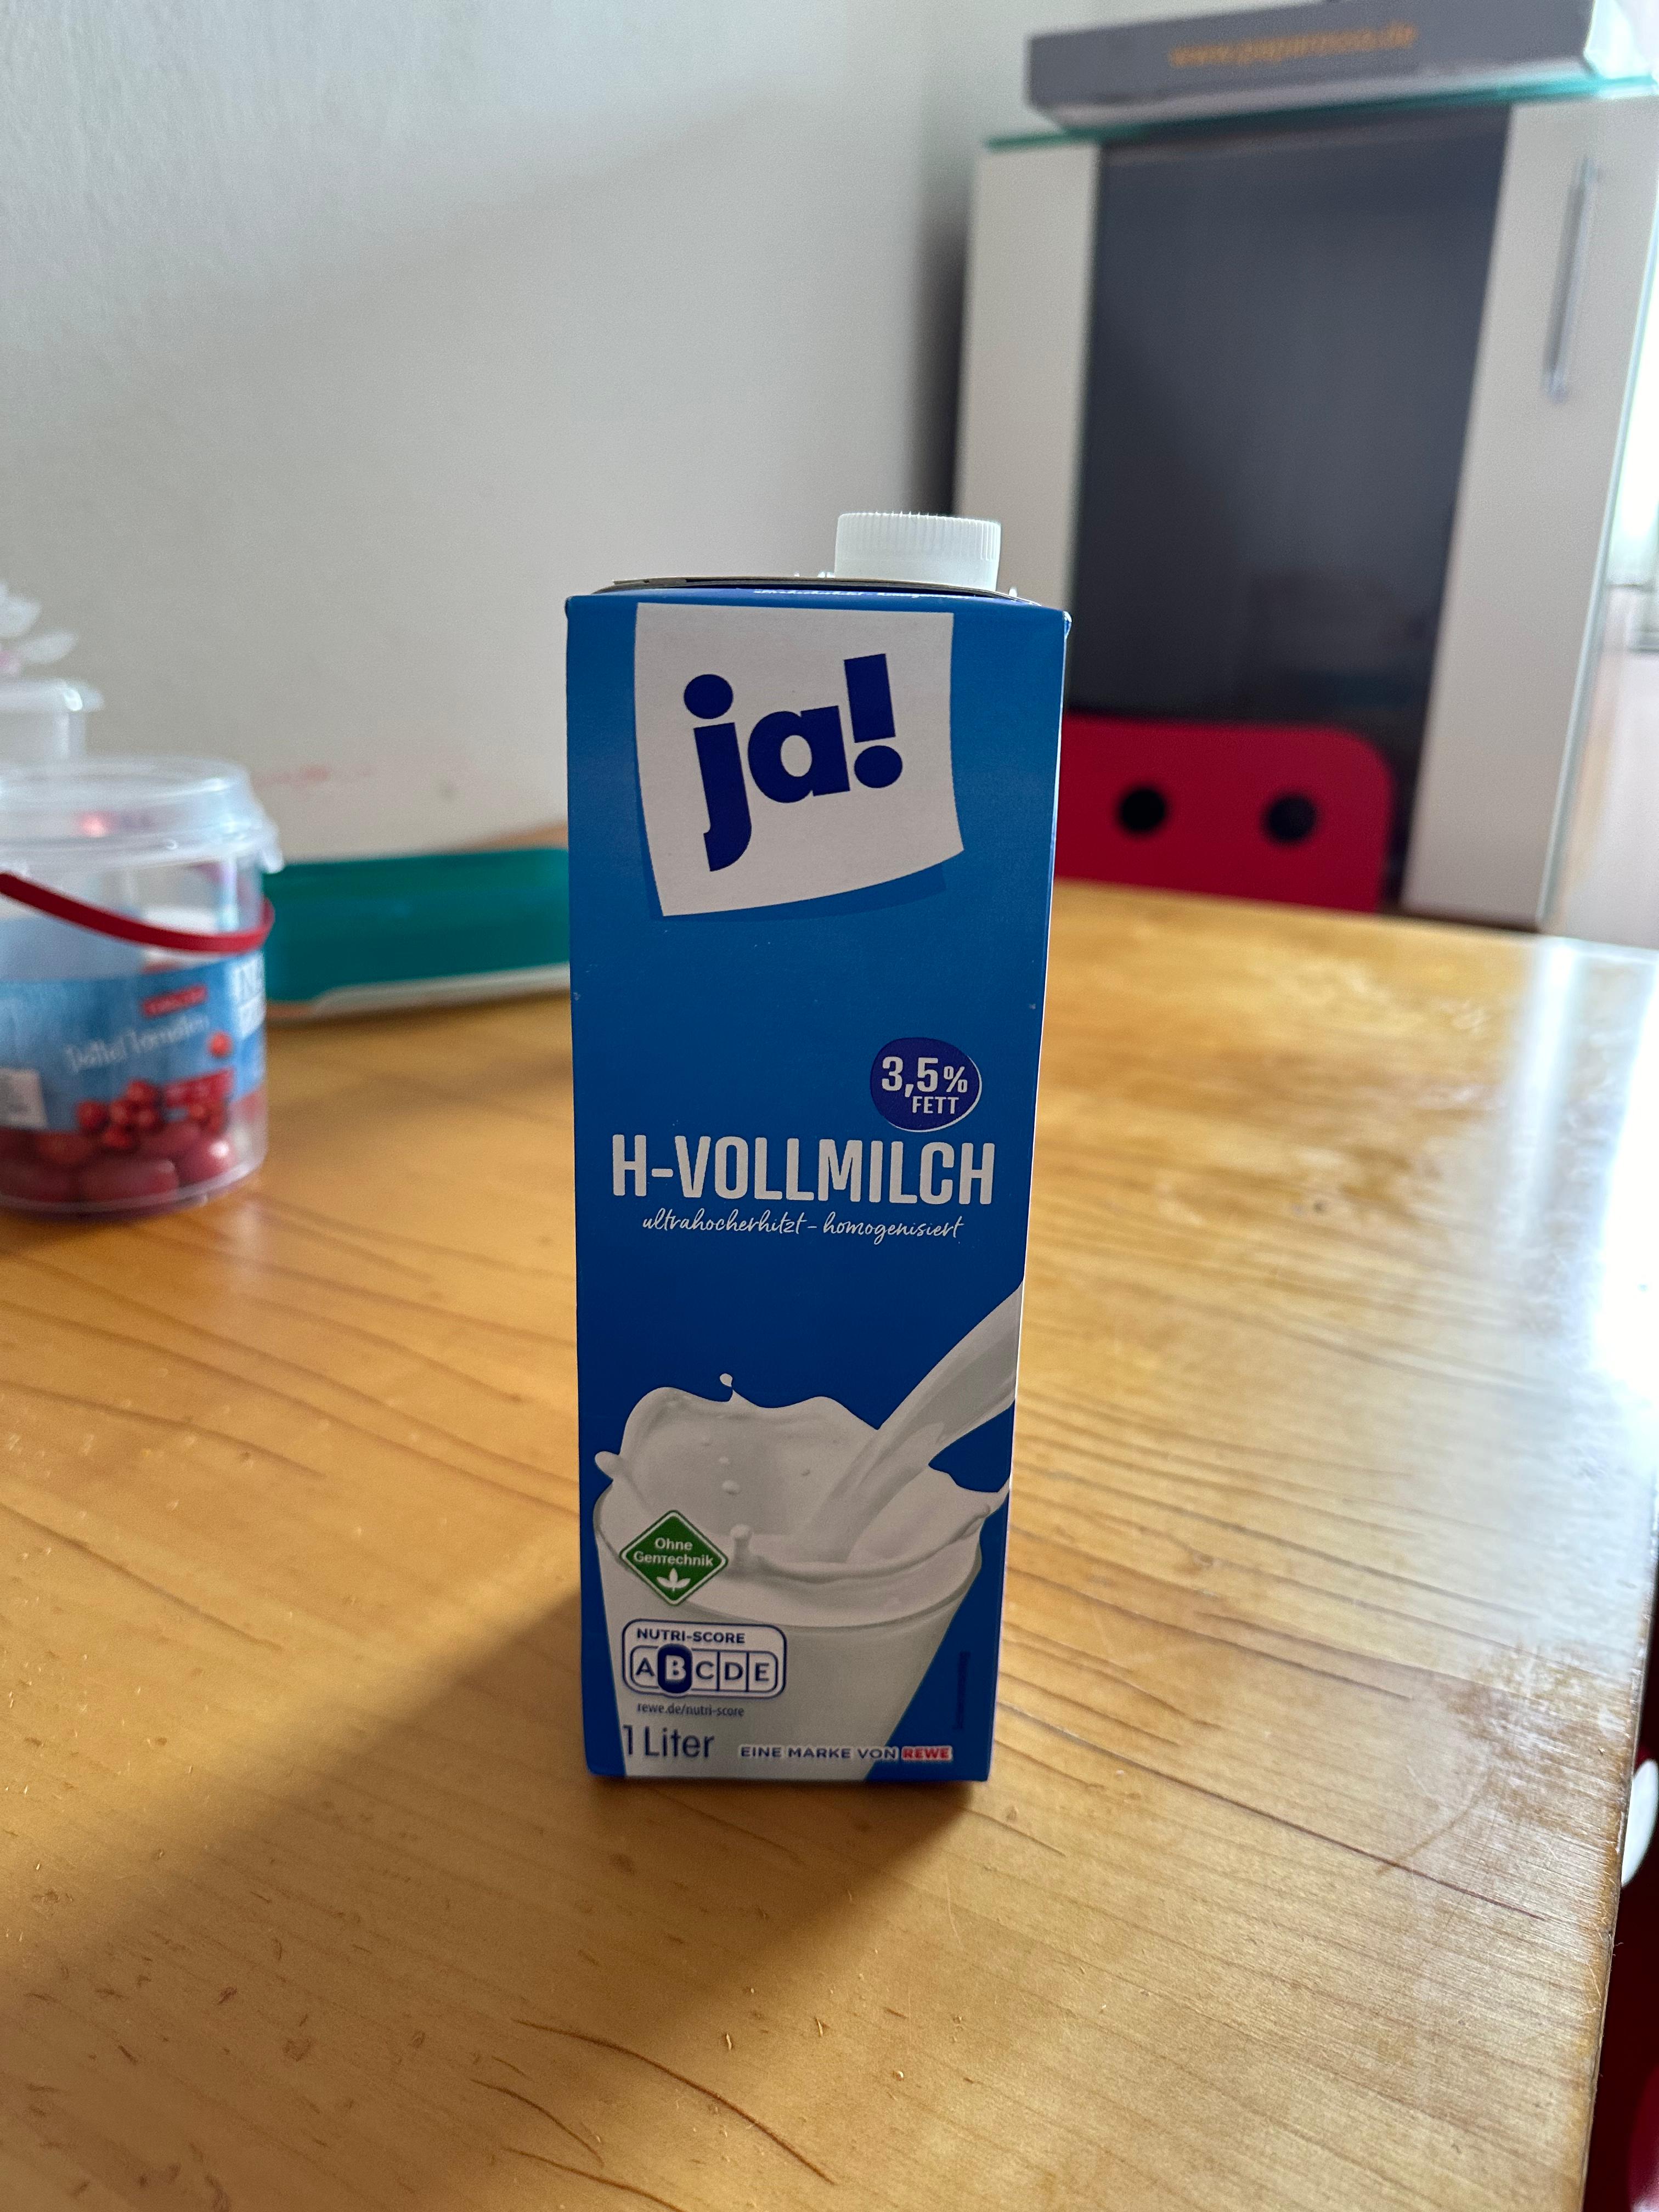 ja!
3,5%
FETT
H-VOLLMILCH
ultrahocherhitzt – homogenisiert
Ohne
GenTechnik
NUTRI-SCORE
A B C D E
rewe.de/nutri-score
1 Liter
EINE MARKE VON REWE